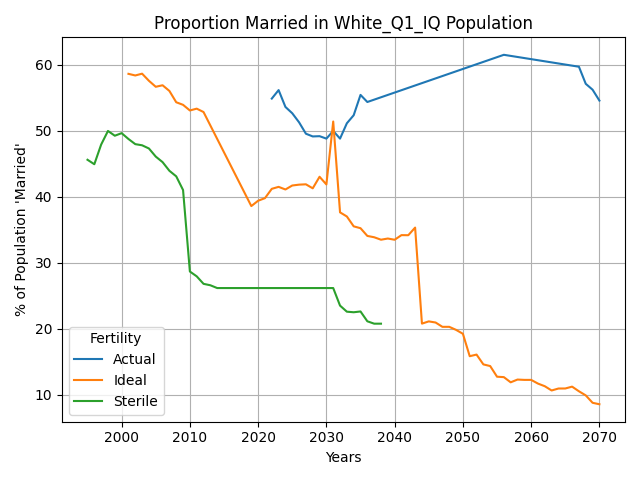 Proportion Married in White_Q1_IQ Population
% of Population 'Married'
60
50
40
30
20
10
Fertility
Actual
Ideal
Sterile
2000 2010 2020 2030 2040 2050 2060 2070
Years